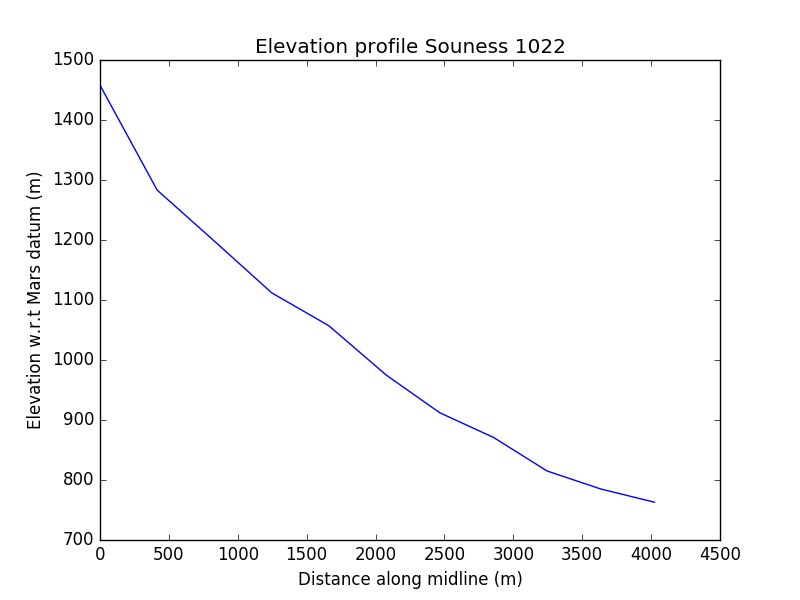 Elevation profile Souness 1022
1500
1400
1300
1200
1100
1000
900
800
700
Elevation w.r.t Mars datum (m)
0 500 1000 1500 2000 2500 3000 3500 4000 4500
Distance along midline (m)